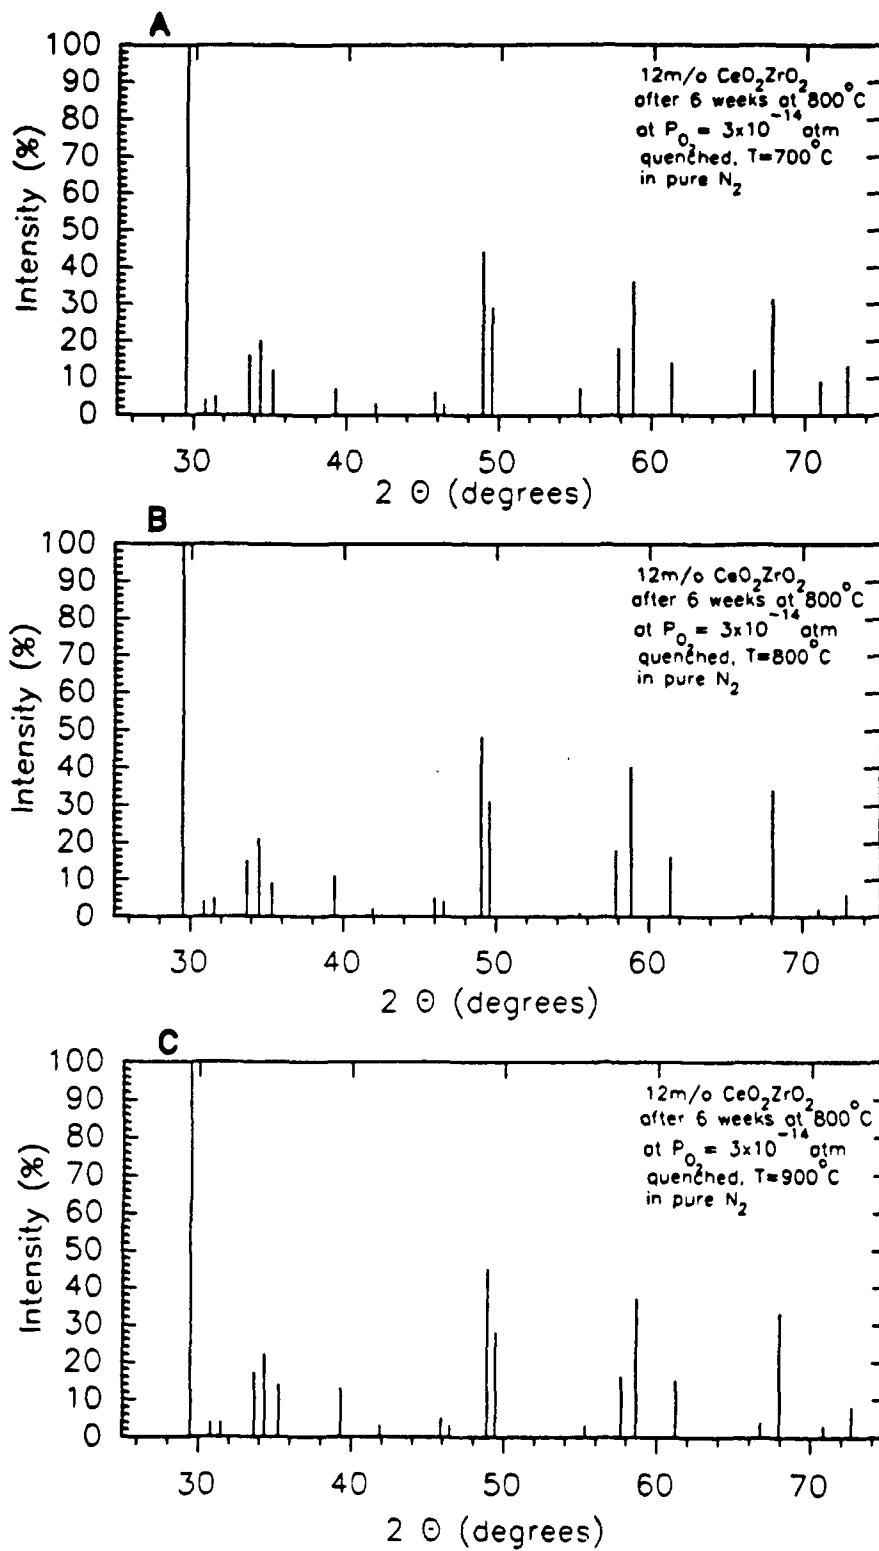 A
100
90
80
70
60
50
40
30
20
10
0
Intensity (%)
12m/o CeO2ZrO2
after 6 weeks at 800°C
at PO2 = 3x10-14 atm
quenched, T=700°C
in pure N2
30 40 50 60 70
2 Θ (degrees)
B
100
90
80
70
60
50
40
30
20
10
0
Intensity (%)
12m/o CeO2ZrO2
after 6 weeks at 800°C
at PO2 = 3x10-14 atm
quenched, T=800°C
in pure N2
30 40 50 60 70
2 Θ (degrees)
C
100
90
80
70
60
50
40
30
20
10
0
Intensity (%)
12m/o CeO2ZrO2
after 6 weeks at 800°C
at PO2 = 3x10-14 atm
quenched, T=900°C
in pure N2
30 40 50 60 70
2 Θ (degrees)